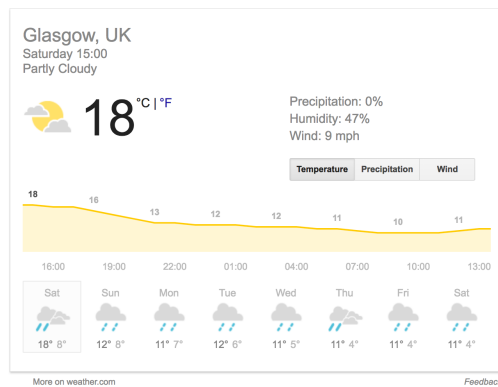 Glasgow, UK
Saturday 15:00
Partly Cloudy
18 °C | °F
Precipitation: 0%
Humidity: 47%
Wind: 9 mph
Temperature Precipitation Wind
18 16 13 12 12 11 10 11
16:00 19:00 22:00 01:00 04:00 07:00 10:00 13:00
Sat Sun Mon Tue Wed Thu Fri Sat
18° 8° 12° 8° 11° 7° 12° 6° 11° 5° 11° 4° 11° 4° 11° 4°
More on weather.com Feedbac